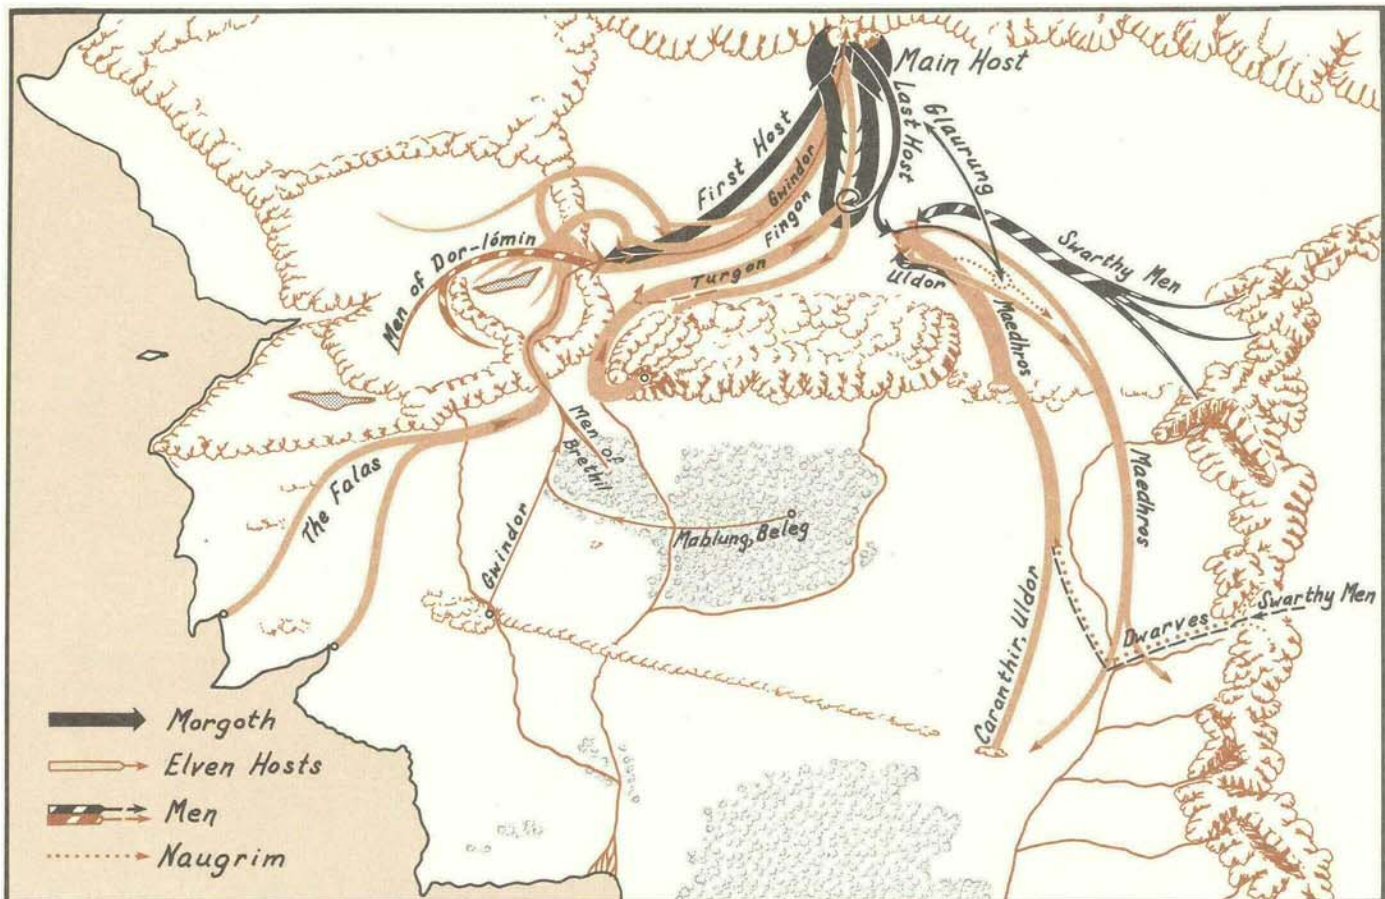 Main Host
Last Host
Glaurung
First Host
Gwindor
Fingon
Turgon
Men of Dor-lómin
Swarthy Men
Uldor
Maedhros
Maedhros
The Falas
Men of
Brethil
Gwindor
Mablung, Beleg
Caranthir, Uldor
Dwarves
Swarthy Men
Morgoth
Elven Hosts
Men
Naugrim